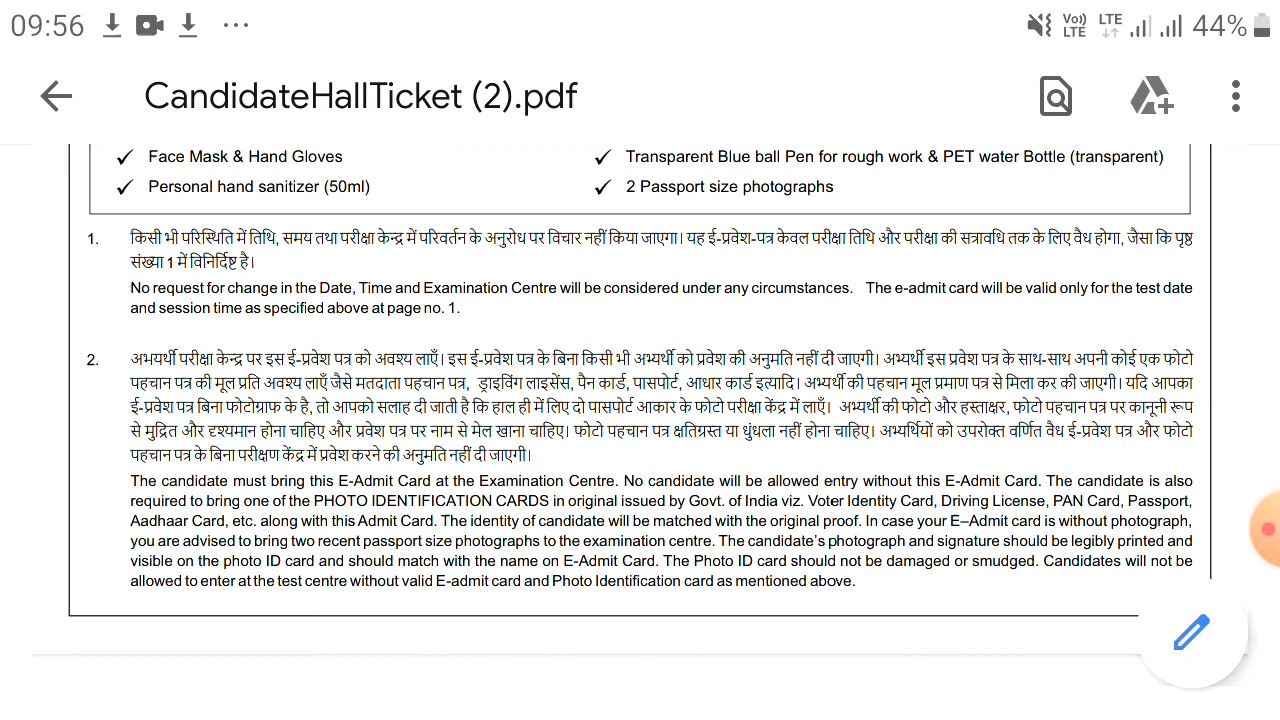 09:56 ... Vo)) LTE LTE 44%
CandidateHallTicket (2).pdf
✓ Face Mask & Hand Gloves ✓ Transparent Blue ball Pen for rough work & PET water Bottle (transparent)
✓ Personal hand sanitizer (50ml) ✓ 2 Passport size photographs
1. किसी भी परिस्थिति में तिथि, समय तथा परीक्षा केन्द्र में परिवर्तन के अनुरोध पर विचार नहीं किया जाएगा। यह ई-प्रवेश-पत्र केवल परीक्षा तिथि और परीक्षा की सत्रावधि तक के लिए वैध होगा, जैसा कि पृष्ठ
संख्या 1 में विनिर्दिष्ट है।
No request for change in the Date, Time and Examination Centre will be considered under any circumstances. The e-admit card will be valid only for the test date
and session time as specified above at page no. 1.
2. अभयर्थी परीक्षा केन्द्र पर इस ई-प्रवेश पत्र को अवश्य लाएँ। इस ई-प्रवेश पत्र के बिना किसी भी अभ्यर्थी को प्रवेश की अनुमति नहीं दी जाएगी। अभ्यर्थी इस प्रवेश पत्र के साथ-साथ अपनी कोई एक फोटो
पहचान पत्र की मूल प्रति अवश्य लाएँ जैसे मतदाता पहचान पत्र, ड्राइविंग लाइसेंस, पैन कार्ड, पासपोर्ट, आधार कार्ड इत्यादि। अभ्यर्थी की पहचान मूल प्रमाण पत्र से मिला कर की जाएगी। यदि आपका
ई-प्रवेश पत्र बिना फोटोग्राफ के है, तो आपको सलाह दी जाती है कि हाल ही में लिए दो पासपोर्ट आकार के फोटो परीक्षा केंद्र में लाएँ। अभ्यर्थी की फोटो और हस्ताक्षर, फोटो पहचान पत्र पर कानूनी रूप
से मुद्रित और दृश्यमान होना चाहिए और प्रवेश पत्र पर नाम से मेल खाना चाहिए। फोटो पहचान पत्र क्षतिग्रस्त या धुंधला नहीं होना चाहिए। अभ्यर्थियों को उपरोक्त वर्णित वैध ई-प्रवेश पत्र और फोटो
पहचान पत्र के बिना परीक्षण केंद्र में प्रवेश करने की अनुमति नहीं दी जाएगी।
The candidate must bring this E-Admit Card at the Examination Centre. No candidate will be allowed entry without this E-Admit Card. The candidate is also
required to bring one of the PHOTO IDENTIFICATION CARDS in original issued by Govt. of India viz. Voter Identity Card, Driving License, PAN Card, Passport,
Aadhaar Card, etc. along with this Admit Card. The identity of candidate will be matched with the original proof. In case your E–Admit card is without photograph,
you are advised to bring two recent passport size photographs to the examination centre. The candidate's photograph and signature should be legibly printed and
visible on the photo ID card and should match with the name on E-Admit Card. The Photo ID card should not be damaged or smudged. Candidates will not be
allowed to enter at the test centre without valid E-admit card and Photo Identification card as mentioned above.